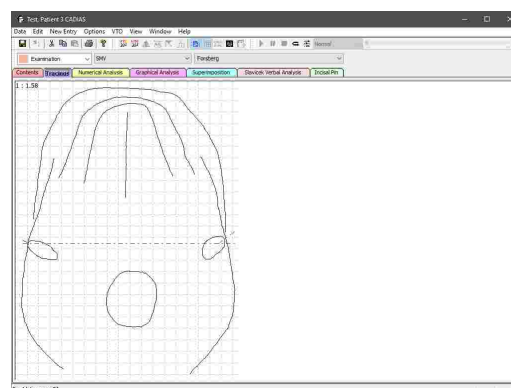 Test, Patient 3 CADIAS
Data Edit New Entry Options VTO View Window Help
Normal
Examination SMV Forsberg
Contents Tracings Numerical Analysis Graphical Analysis Superimposition Slavicek Verbal Analysis Incisal Pin
1 : 1.58